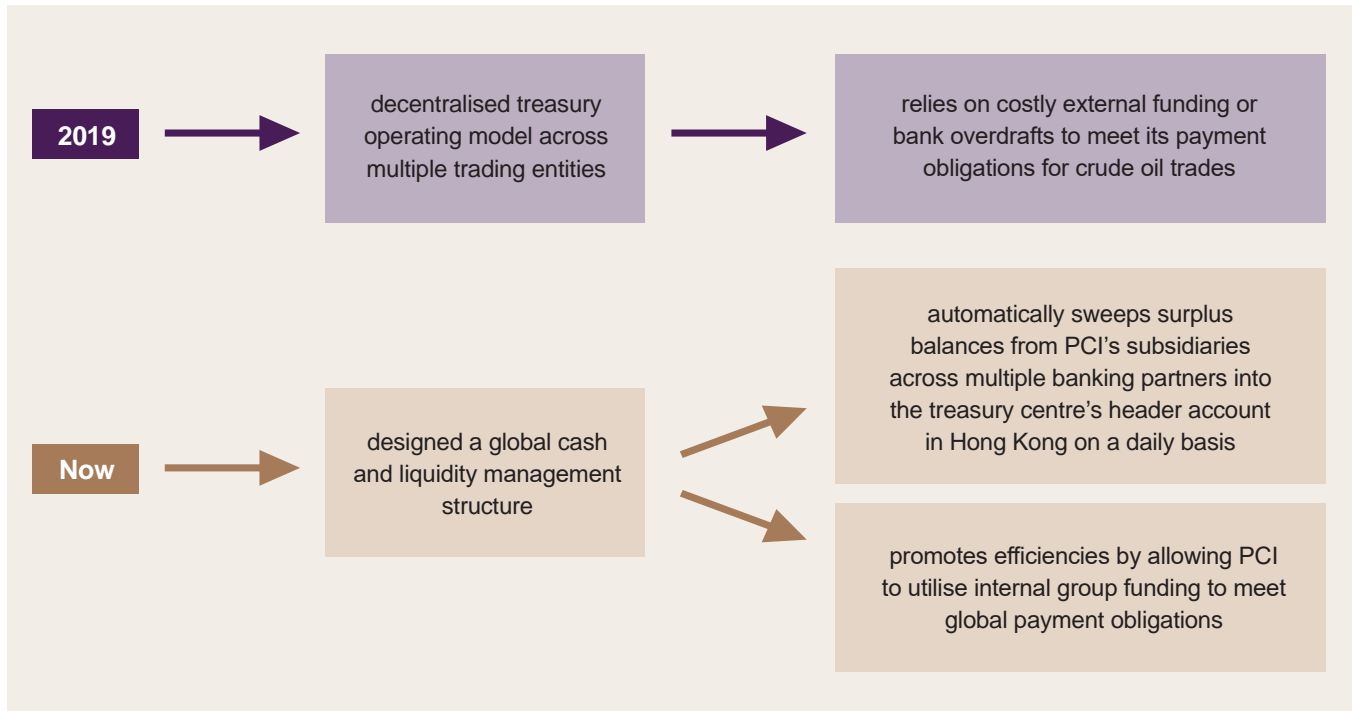 2019
decentralised treasury
operating model across
multiple trading entities
relies on costly external funding or
bank overdrafts to meet its payment
obligations for crude oil trades
Now
designed a global cash
and liquidity management
structure
automatically sweeps surplus
balances from PCI’s subsidiaries
across multiple banking partners into
the treasury centre’s header account
in Hong Kong on a daily basis
promotes efficiencies by allowing PCI
to utilise internal group funding to meet
global payment obligations